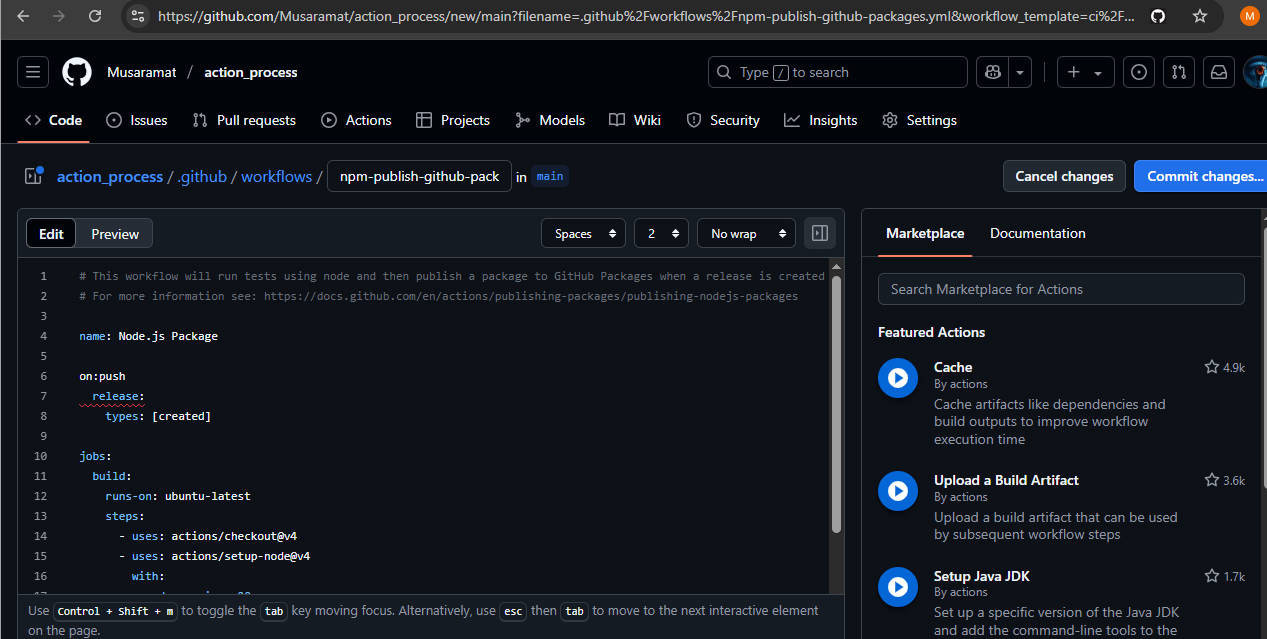 https://github.com/Musaramat/action_process/new/main?filename=.github%2Fworkflows%2Fnpm-publish-github-packages.yml&workflow_template=ci%2F...
M
Musaramat / action_process
Type / to search
Code Issues Pull requests Actions Projects Models Wiki Security Insights Settings
action_process / .github / workflows / npm-publish-github-pack in main
Cancel changes Commit changes...
Edit Preview Spaces 2 No wrap
1 # This workflow will run tests using node and then publish a package to GitHub Packages when a release is created
2 # For more information see: https://docs.github.com/en/actions/publishing-packages/publishing-nodejs-packages
3
4 name: Node.js Package
5
6 on:push
7 release:
8 types: [created]
9
10 jobs:
11 build:
12 runs-on: ubuntu-latest
13 steps:
14 - uses: actions/checkout@v4
15 - uses: actions/setup-node@v4
16 with:
Use Control + Shift + m to toggle the tab key moving focus. Alternatively, use esc then tab to move to the next interactive element
on the page.
Marketplace Documentation
Search Marketplace for Actions
Featured Actions
Cache 4.9k
By actions
Cache artifacts like dependencies and
build outputs to improve workflow
execution time
Upload a Build Artifact 3.6k
By actions
Upload a build artifact that can be used
by subsequent workflow steps
Setup Java JDK 1.7k
By actions
Set up a specific version of the Java JDK
and add the command-line tools to the